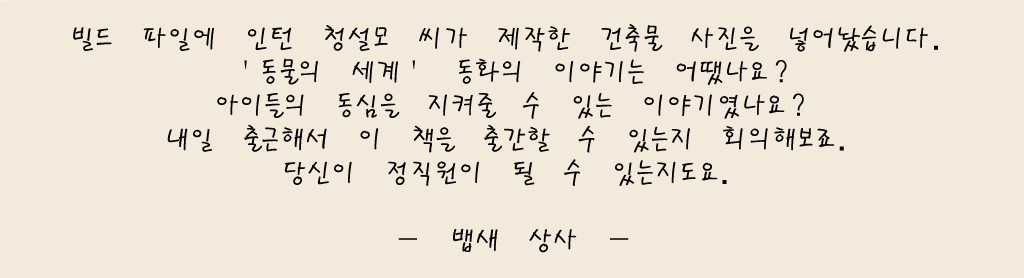 빌드 파일에 인턴 청설모 씨가 제작한 건축물 사진을 넣어놨습니다.
'동물의 세계' 동화의 이야기는 어땠나요?
아이들의 동심을 지켜줄 수 있는 이야기였나요?
내일 출근해서 이 책을 출간할 수 있는지 회의해보죠.
당신이 정직원이 될 수 있는지도요.
- 뱁새 상사 -